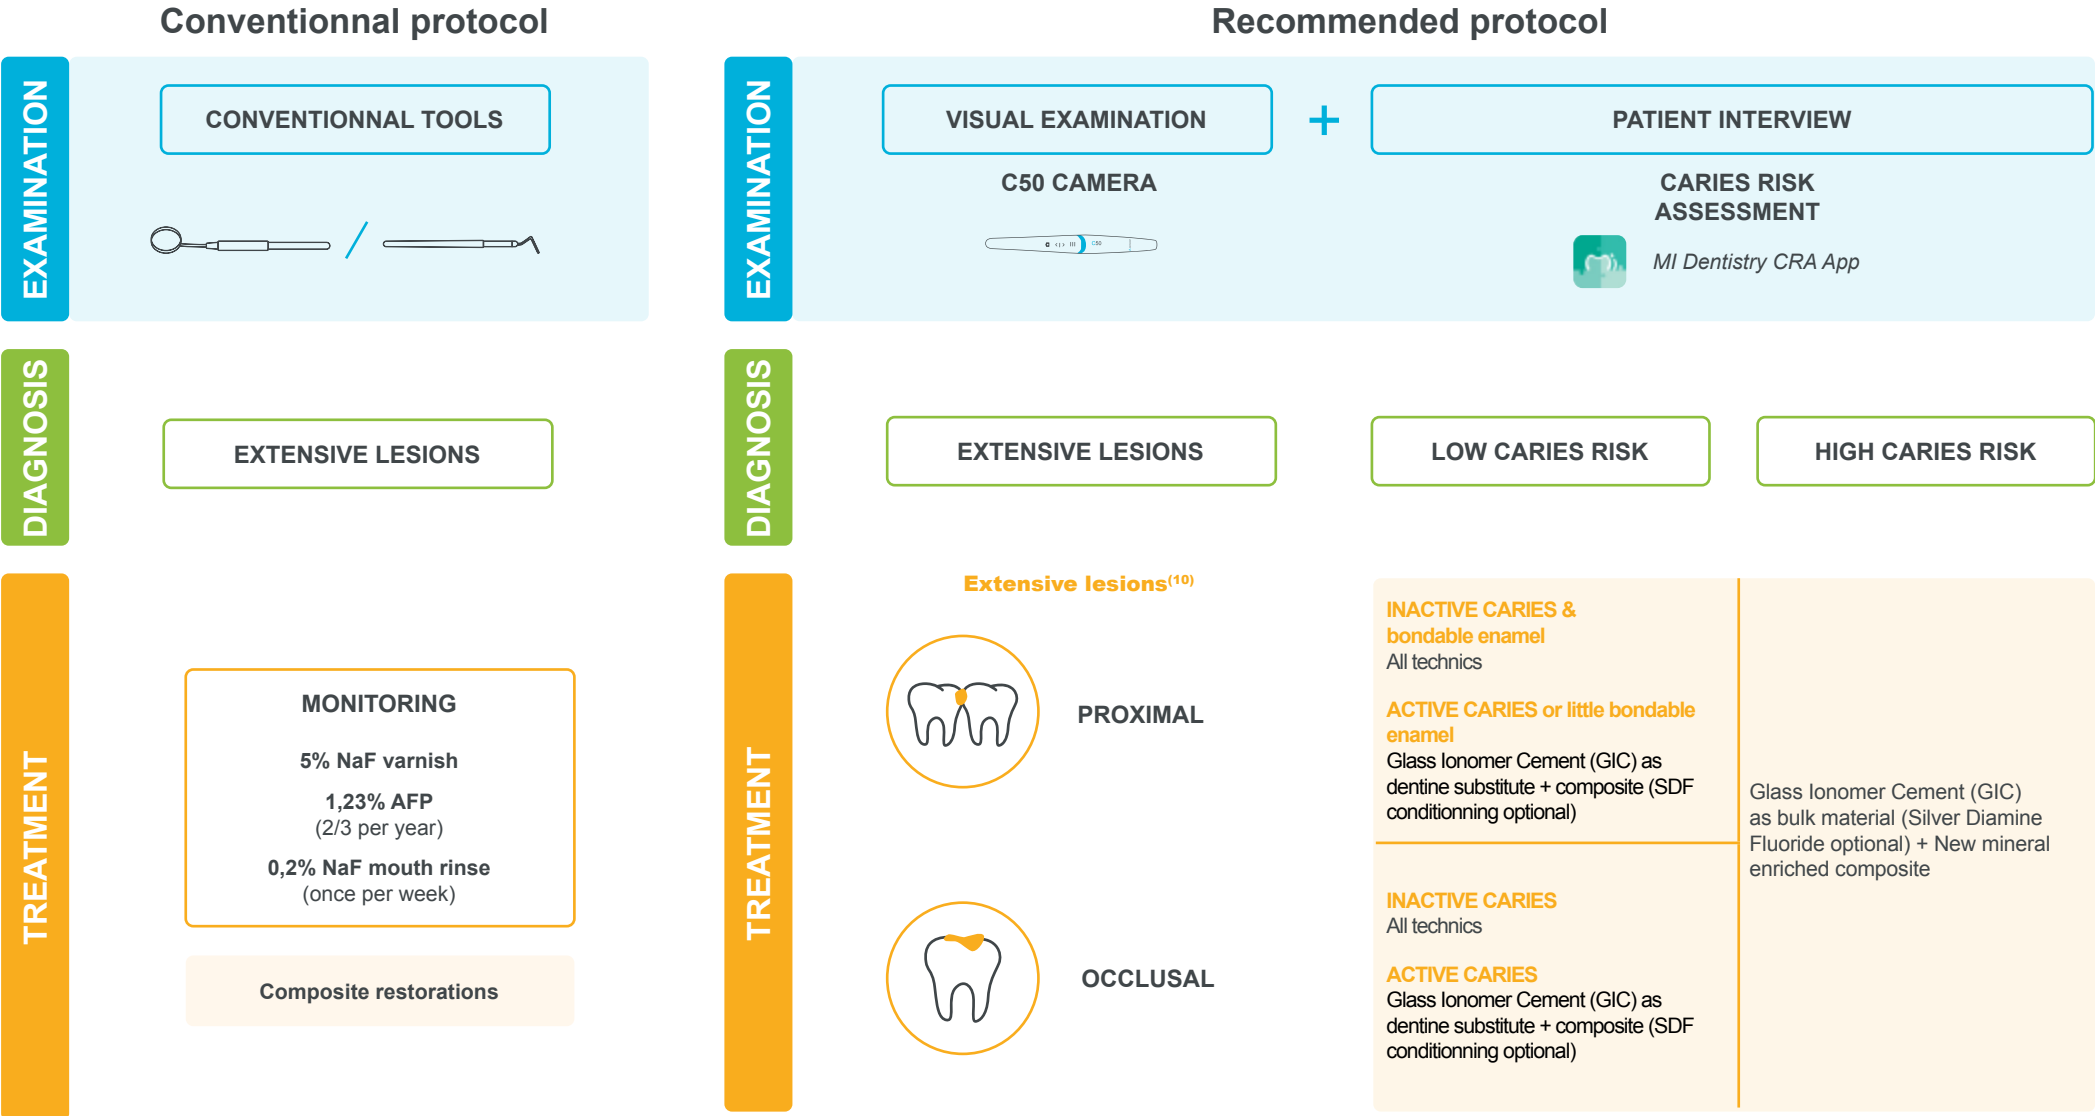 Conventionnal protocol
EXAMINATION
CONVENTIONNAL TOOLS
DIAGNOSIS
EXTENSIVE LESIONS
TREATMENT
MONITORING
5% NaF varnish
1,23% AFP
(2/3 per year)
0,2% NaF mouth rinse
(once per week)
Composite restorations
Recommended protocol
EXAMINATION
VISUAL EXAMINATION
+
PATIENT INTERVIEW
C50 CAMERA
C50
CARIES RISK
ASSESSMENT
MI Dentistry CRA App
DIAGNOSIS
EXTENSIVE LESIONS
LOW CARIES RISK
HIGH CARIES RISK
TREATMENT
Extensive lesions(10)
PROXIMAL
INACTIVE CARIES &
bondable enamel
All technics
ACTIVE CARIES or little bondable
enamel
Glass Ionomer Cement (GIC) as
dentine substitute + composite (SDF
conditionning optional)
OCCLUSAL
INACTIVE CARIES
All technics
ACTIVE CARIES
Glass Ionomer Cement (GIC) as
dentine substitute + composite (SDF
conditionning optional)
Glass Ionomer Cement (GIC)
as bulk material (Silver Diamine
Fluoride optional) + New mineral
enriched composite